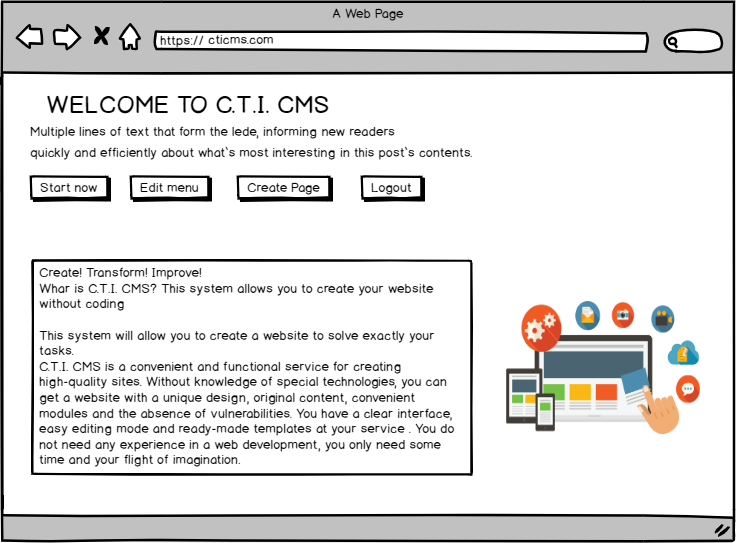 A Web Page
https:// cticms.com
WELCOME TO C.T.I. CMS
Multiple lines of text that form the lede, informing new readers
quickly and efficiently about what`s most interesting in this post`s contents.
Start now
Edit menu
Create Page
Logout
Create! Transform! Improve!
Whar is C.T.I. CMS? This system allows you to create your website
without coding
This system will allow you to create a website to solve exactly your
tasks.
C.T.I. CMS is a convenient and functional service for creating
high-quality sites. Without knowledge of special technologies, you can
get a website with a unique design, original content, convenient
modules and the absence of vulnerabilities. You have a clear interface,
easy editing mode and ready-made templates at your service . You do
not need any experience in a web development, you only need some
time and your flight of imagination.